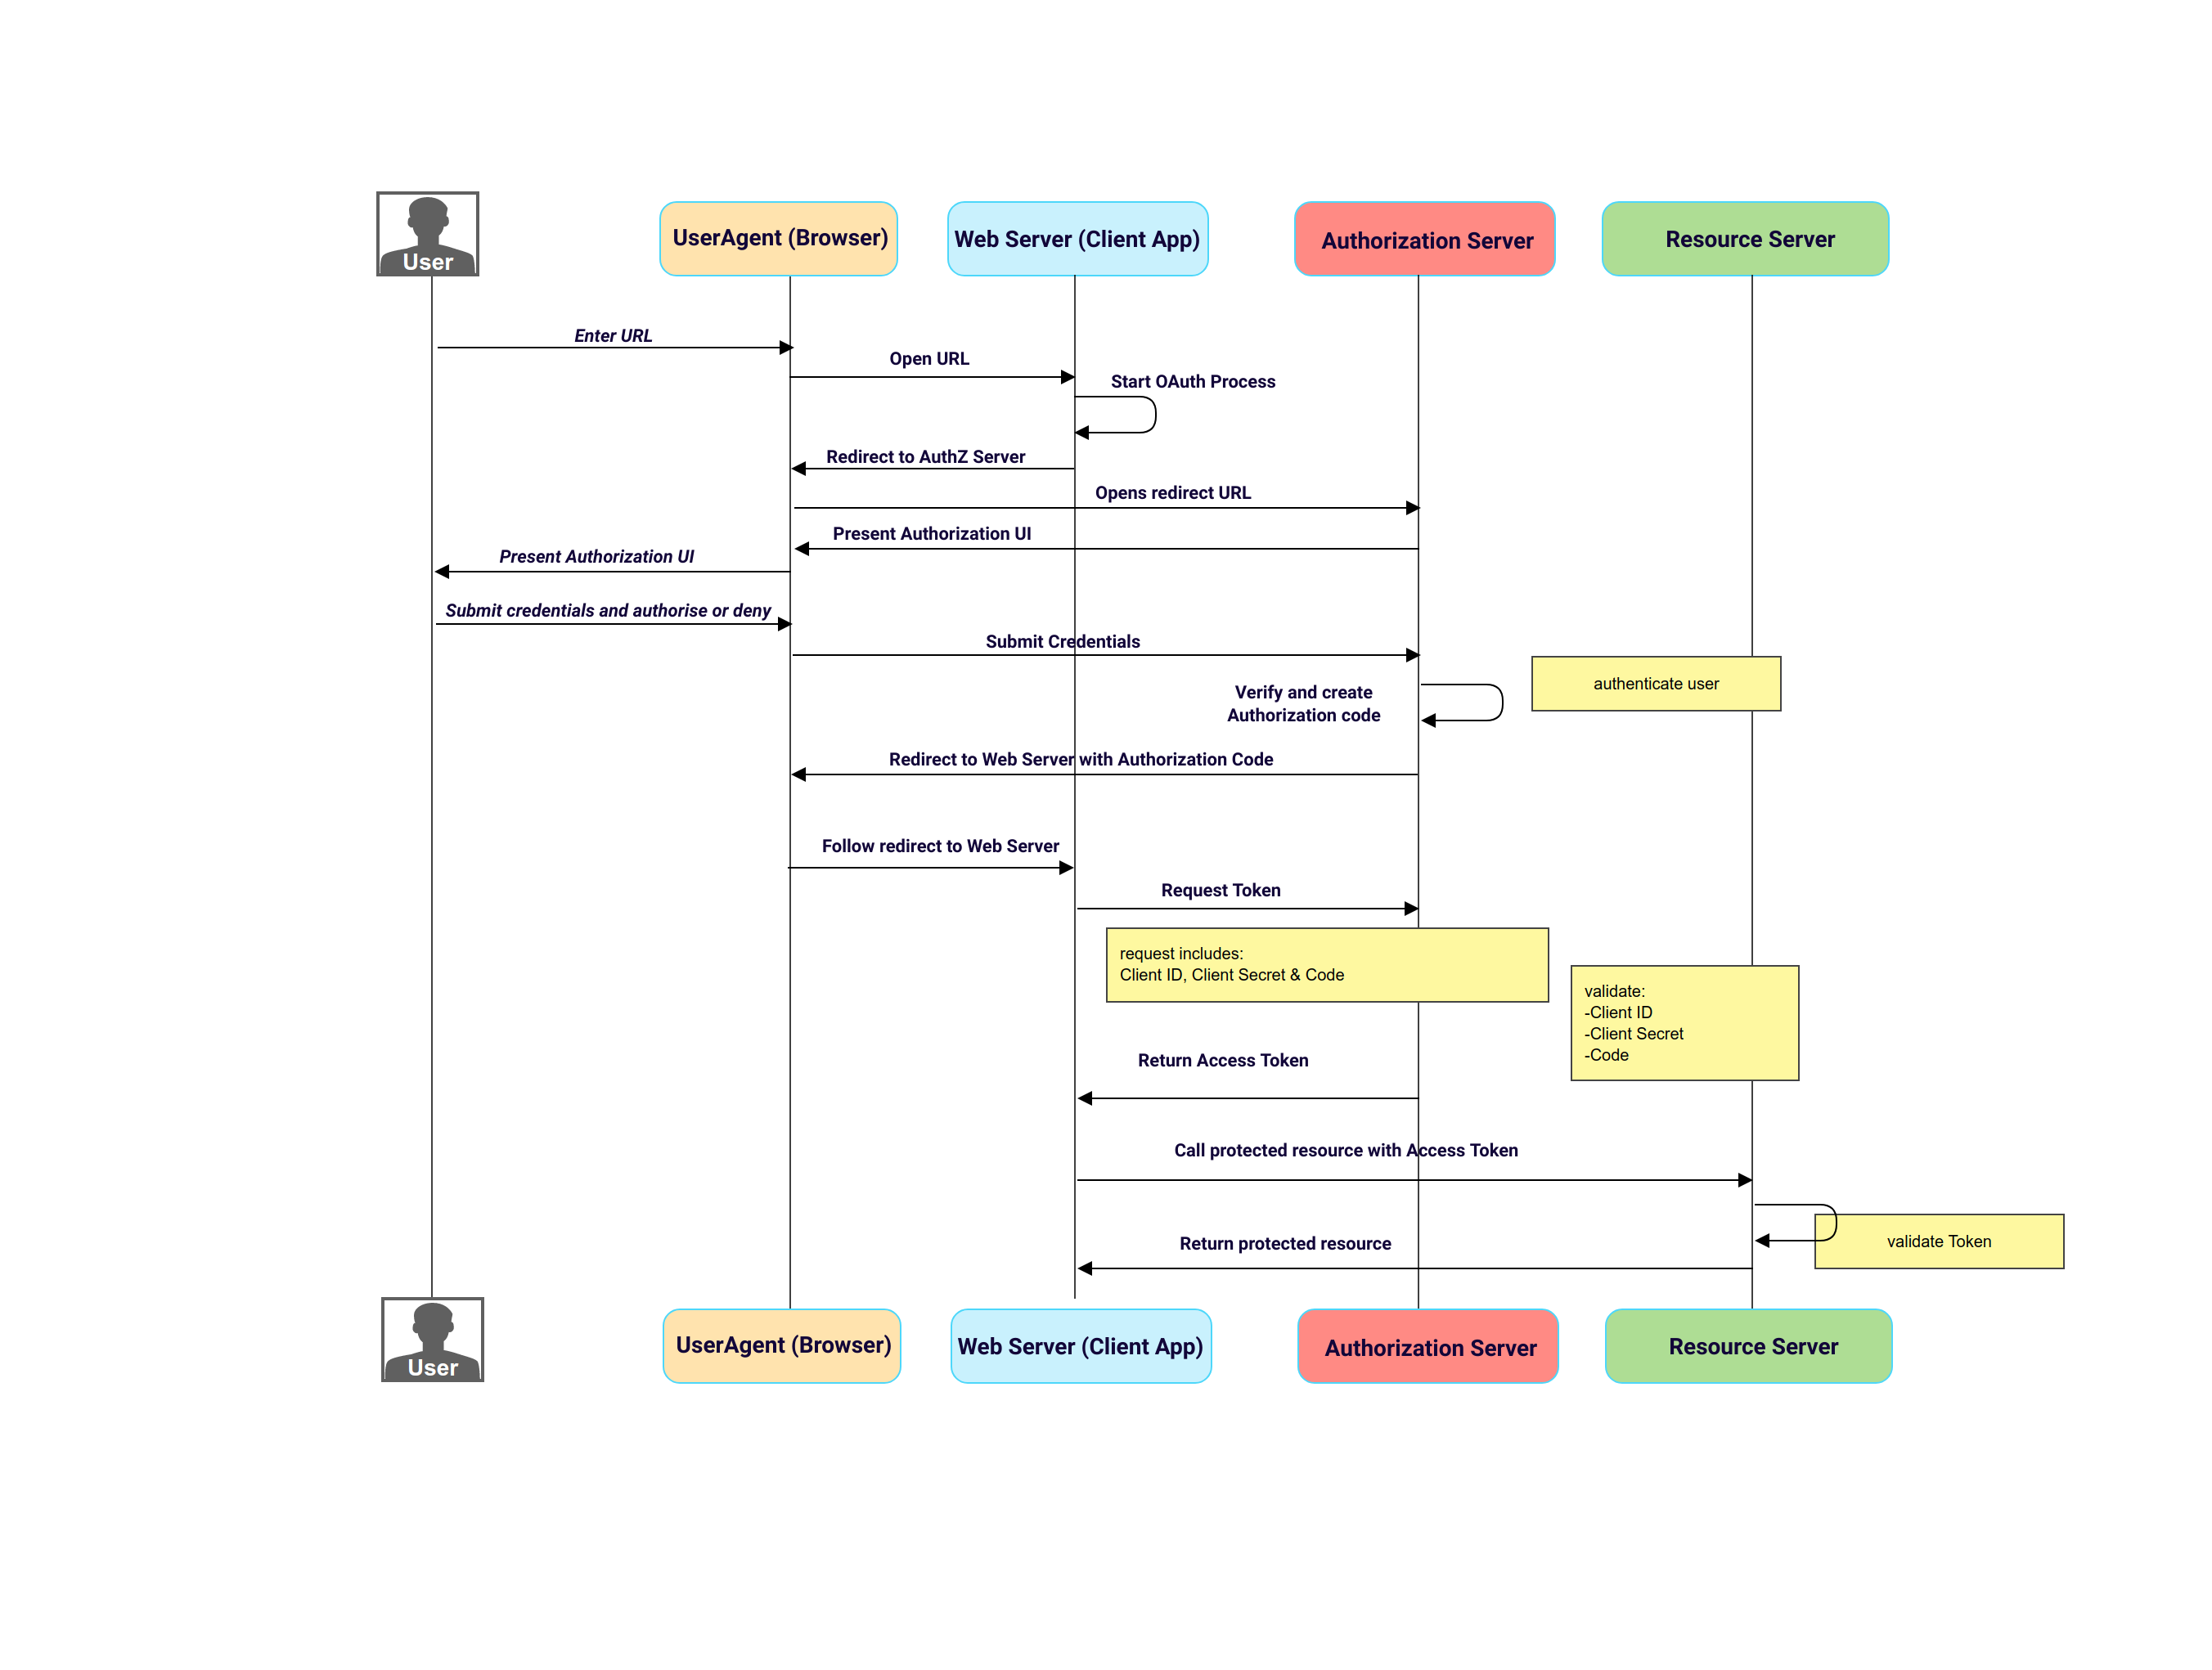 User
UserAgent (Browser)
Web Server (Client App)
Authorization Server
Resource Server
Enter URL
Open URL
Start OAuth Process
Redirect to AuthZ Server
Opens redirect URL
Present Authorization UI
Present Authorization UI
Submit credentials and authorise or deny
Submit Credentials
authenticate user
Verify and create
Authorization code
Redirect to Web Server with Authorization Code
Follow redirect to Web Server
Request Token
request includes:
Client ID, Client Secret & Code
validate:
-Client ID
-Client Secret
-Code
Return Access Token
Call protected resource with Access Token
Return protected resource
validate Token
User
UserAgent (Browser)
Web Server (Client App)
Authorization Server
Resource Server